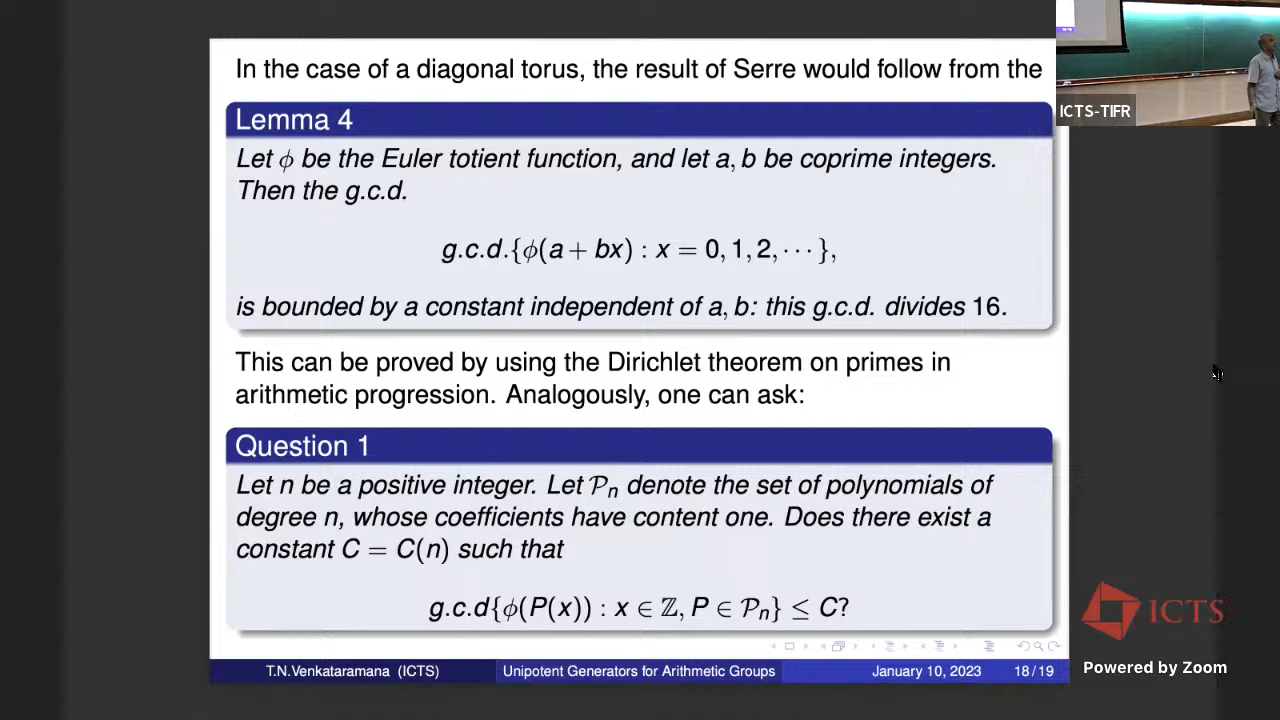 In the case of a diagonal torus, the result of Serre would follow from the
Lemma 4
Let ϕ be the Euler totient function, and let a, b be coprime integers.
Then the g.c.d.
g.c.d.{ϕ(a + bx) : x = 0, 1, 2, · · · },
is bounded by a constant independent of a, b: this g.c.d. divides 16.
This can be proved by using the Dirichlet theorem on primes in
arithmetic progression. Analogously, one can ask:
Question 1
Let n be a positive integer. Let 𝒫n denote the set of polynomials of
degree n, whose coefficients have content one. Does there exist a
constant C = C(n) such that
g.c.d{ϕ(P(x)) : x ∈ ℤ, P ∈ 𝒫n} ≤ C?
T.N.Venkataramana (ICTS)
Unipotent Generators for Arithmetic Groups
January 10, 2023
18 / 19
ICTS-TIFR
ICTS
Powered by Zoom